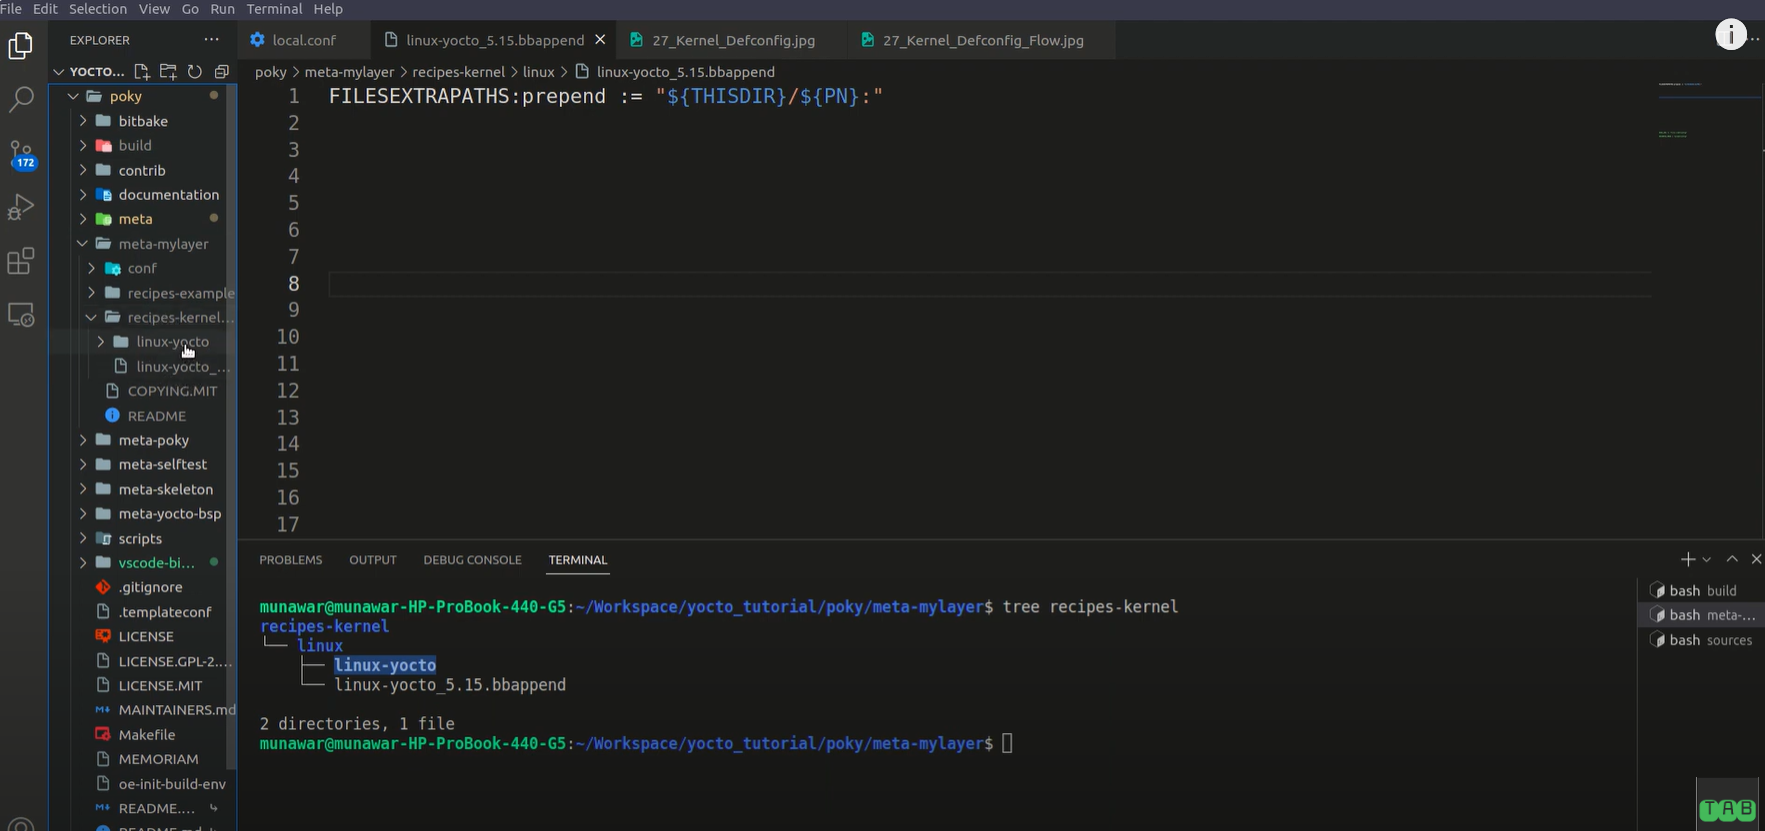 File Edit Selection View Go Run Terminal Help
EXPLORER ...
local.conf
linux-yocto_5.15.bbappend
27_Kernel_Defconfig.jpg
27_Kernel_Defconfig_Flow.jpg
YOCTO...
poky > meta-mylayer > recipes-kernel > linux > linux-yocto_5.15.bbappend
poky
bitbake
build
contrib
documentation
meta
meta-mylayer
conf
recipes-example
recipes-kernel...
linux-yocto
linux-yocto_...
COPYING.MIT
README
meta-poky
meta-selftest
meta-skeleton
meta-yocto-bsp
scripts
vscode-bi...
.gitignore
.templateconf
LICENSE
LICENSE.GPL-2....
LICENSE.MIT
MAINTAINERS.md
Makefile
MEMORIAM
oe-init-build-env
README....
172
1 FILESEXTRAPATHS:prepend := "${THISDIR}/${PN}:"
2
3
4
5
6
7
8
9
10
11
12
13
14
15
16
17
PROBLEMS OUTPUT DEBUG CONSOLE TERMINAL
munawar@munawar-HP-ProBook-440-G5:~/Workspace/yocto_tutorial/poky/meta-mylayer$ tree recipes-kernel
recipes-kernel
└── linux
├── linux-yocto
└── linux-yocto_5.15.bbappend
2 directories, 1 file
munawar@munawar-HP-ProBook-440-G5:~/Workspace/yocto_tutorial/poky/meta-mylayer$
bash build
bash meta-...
bash sources
TAB